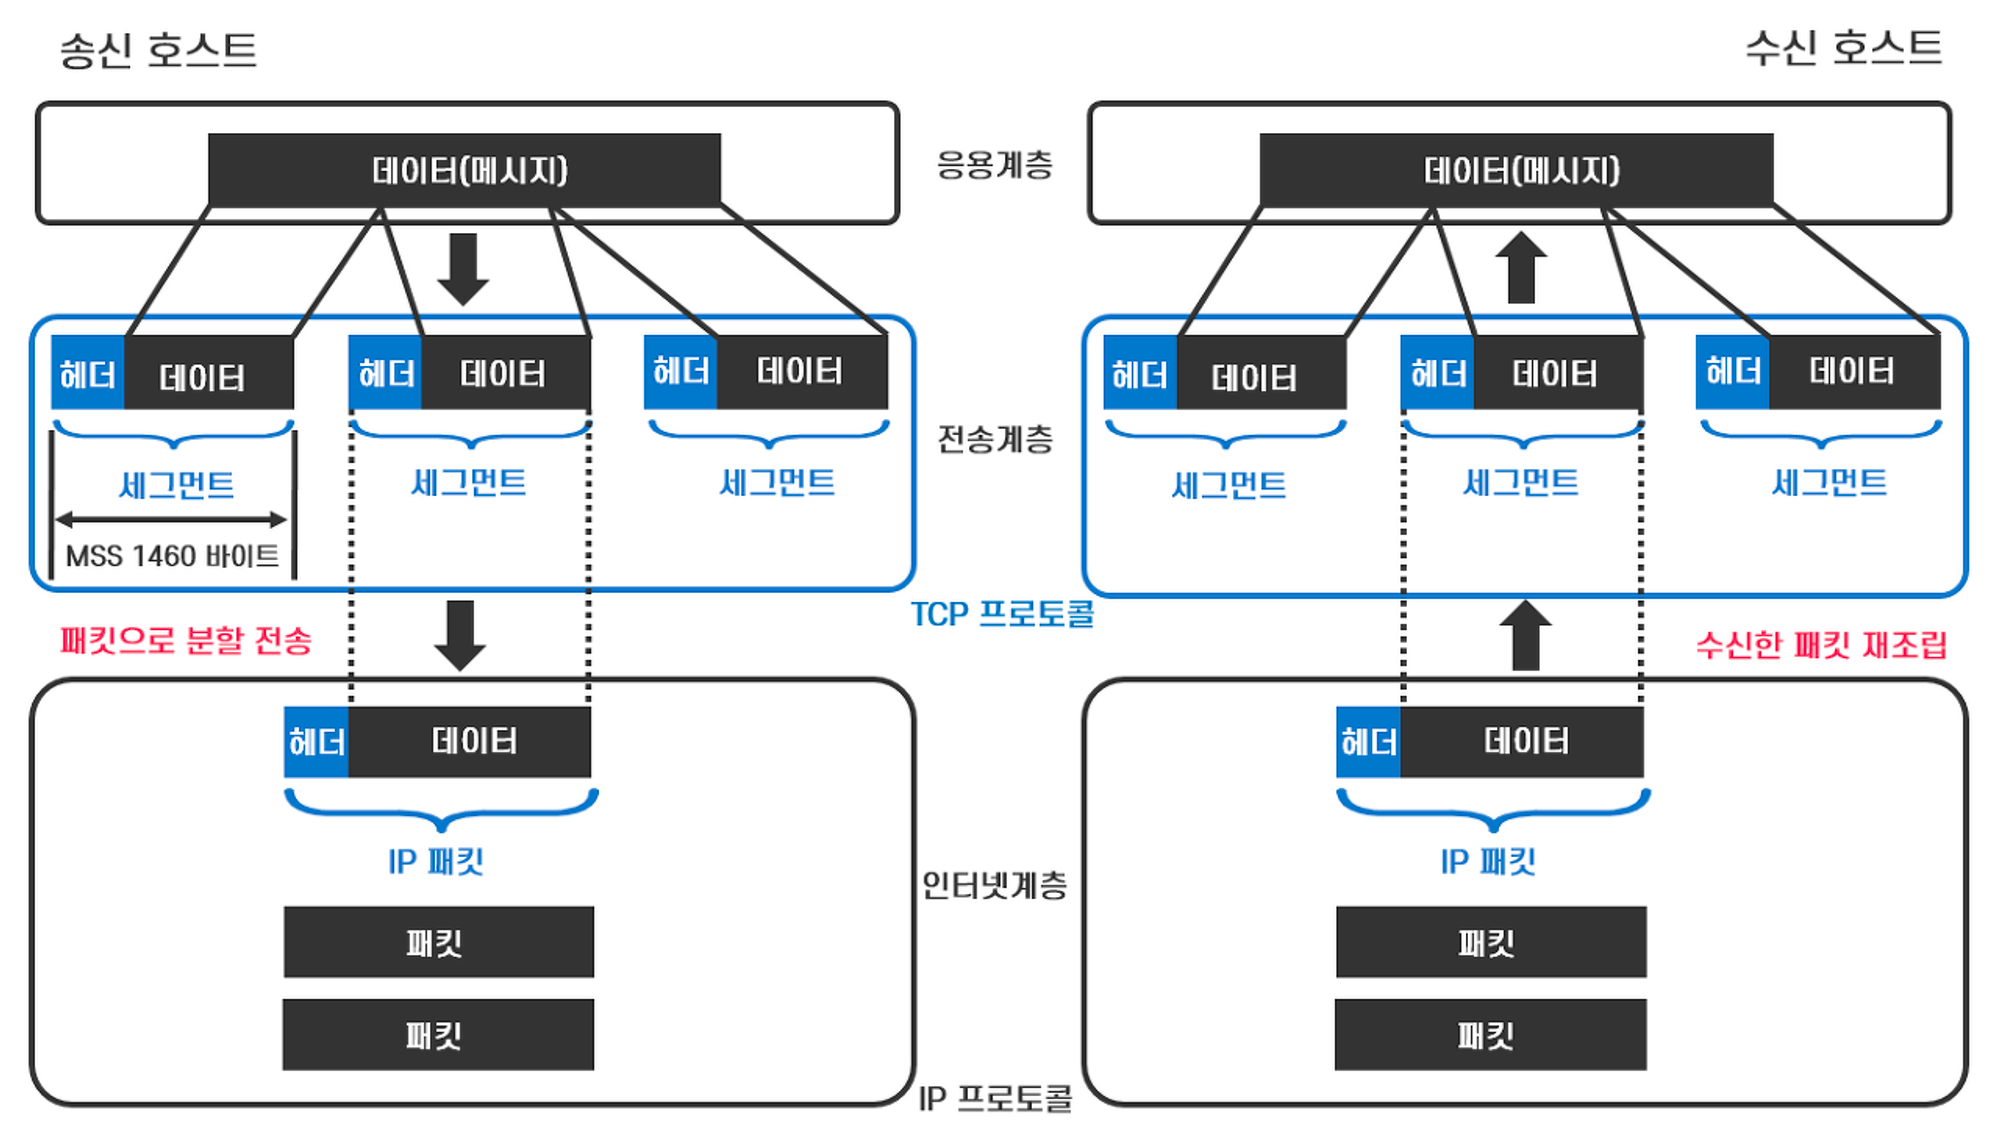 송신 호스트
수신 호스트
데이터(메시지)
응용계층
데이터(메시지)
헤더 데이터
헤더 데이터
헤더 데이터
헤더 데이터
헤더 데이터
헤더 데이터
전송계층
세그먼트
세그먼트
세그먼트
세그먼트
세그먼트
세그먼트
MSS 1460 바이트
TCP 프로토콜
패킷으로 분할 전송
수신한 패킷 재조립
헤더 데이터
헤더 데이터
IP 패킷
IP 패킷
인터넷계층
패킷
패킷
패킷
패킷
IP 프로토콜